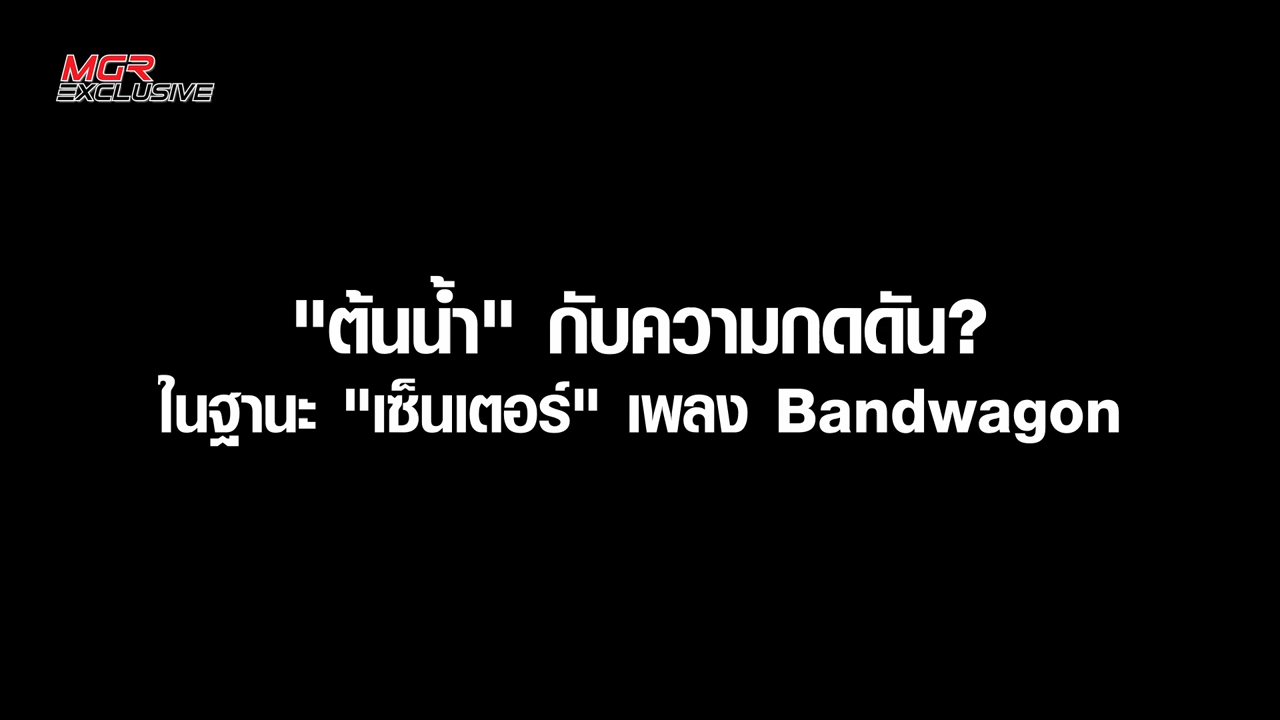 MGR
EXCLUSIVE
"ต้นน้ำ" กับความกดดัน?
ในฐานะ "เซ็นเตอร์" เพลง Bandwagon